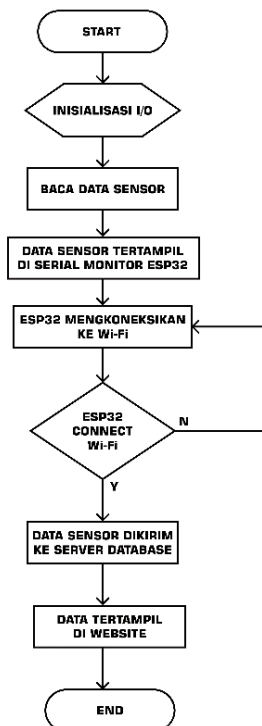 START
INISIALISASI I/O
BACA DATA SENSOR
DATA SENSOR TERTAMPIL
DI SERIAL MONITOR ESP32
ESP32 MENGKONEKSIKAN
KE Wi-Fi
ESP32
CONNECT
Wi-Fi
N
Y
DATA SENSOR DIKIRIM
KE SERVER DATABASE
DATA TERTAMPIL
DI WEBSITE
END